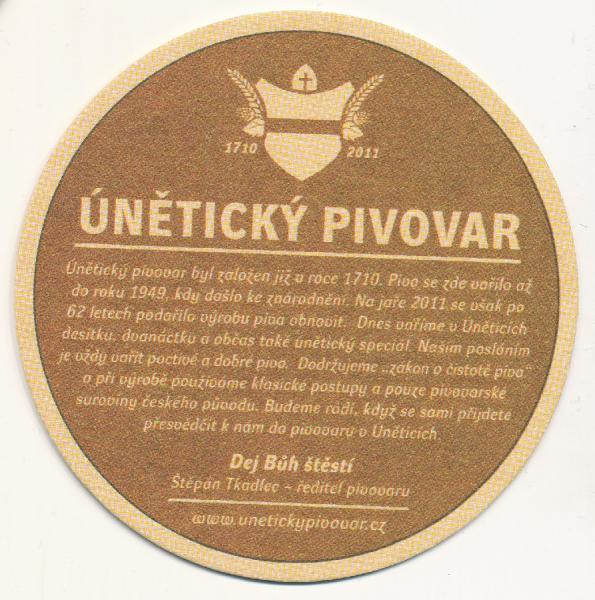 1710 2011
ÚNĚTICKÝ PIVOVAR
Únětický pivovar byl založen již v roce 1710. Pivo se zde vařilo až
do roku 1949, kdy došlo ke znárodnění. Na jaře 2011 se však po
62 letech podařilo výrobu piva obnovit. Dnes vaříme v Úněticích
desítku, dvanáctku a občas také únětický speciál. Naším posláním
je vždy vařit poctivé a dobré pivo. Dodržujeme „zákon o čistotě piva“
a při výrobě používáme klasické postupy a pouze pivovarské
suroviny českého původu. Budeme rádi, když se sami přijdete
přesvědčit k nám do pivovaru v Úněticích.
Dej Bůh štěstí
Štěpán Tkadlec – ředitel pivovaru
www.unetickypivovar.cz